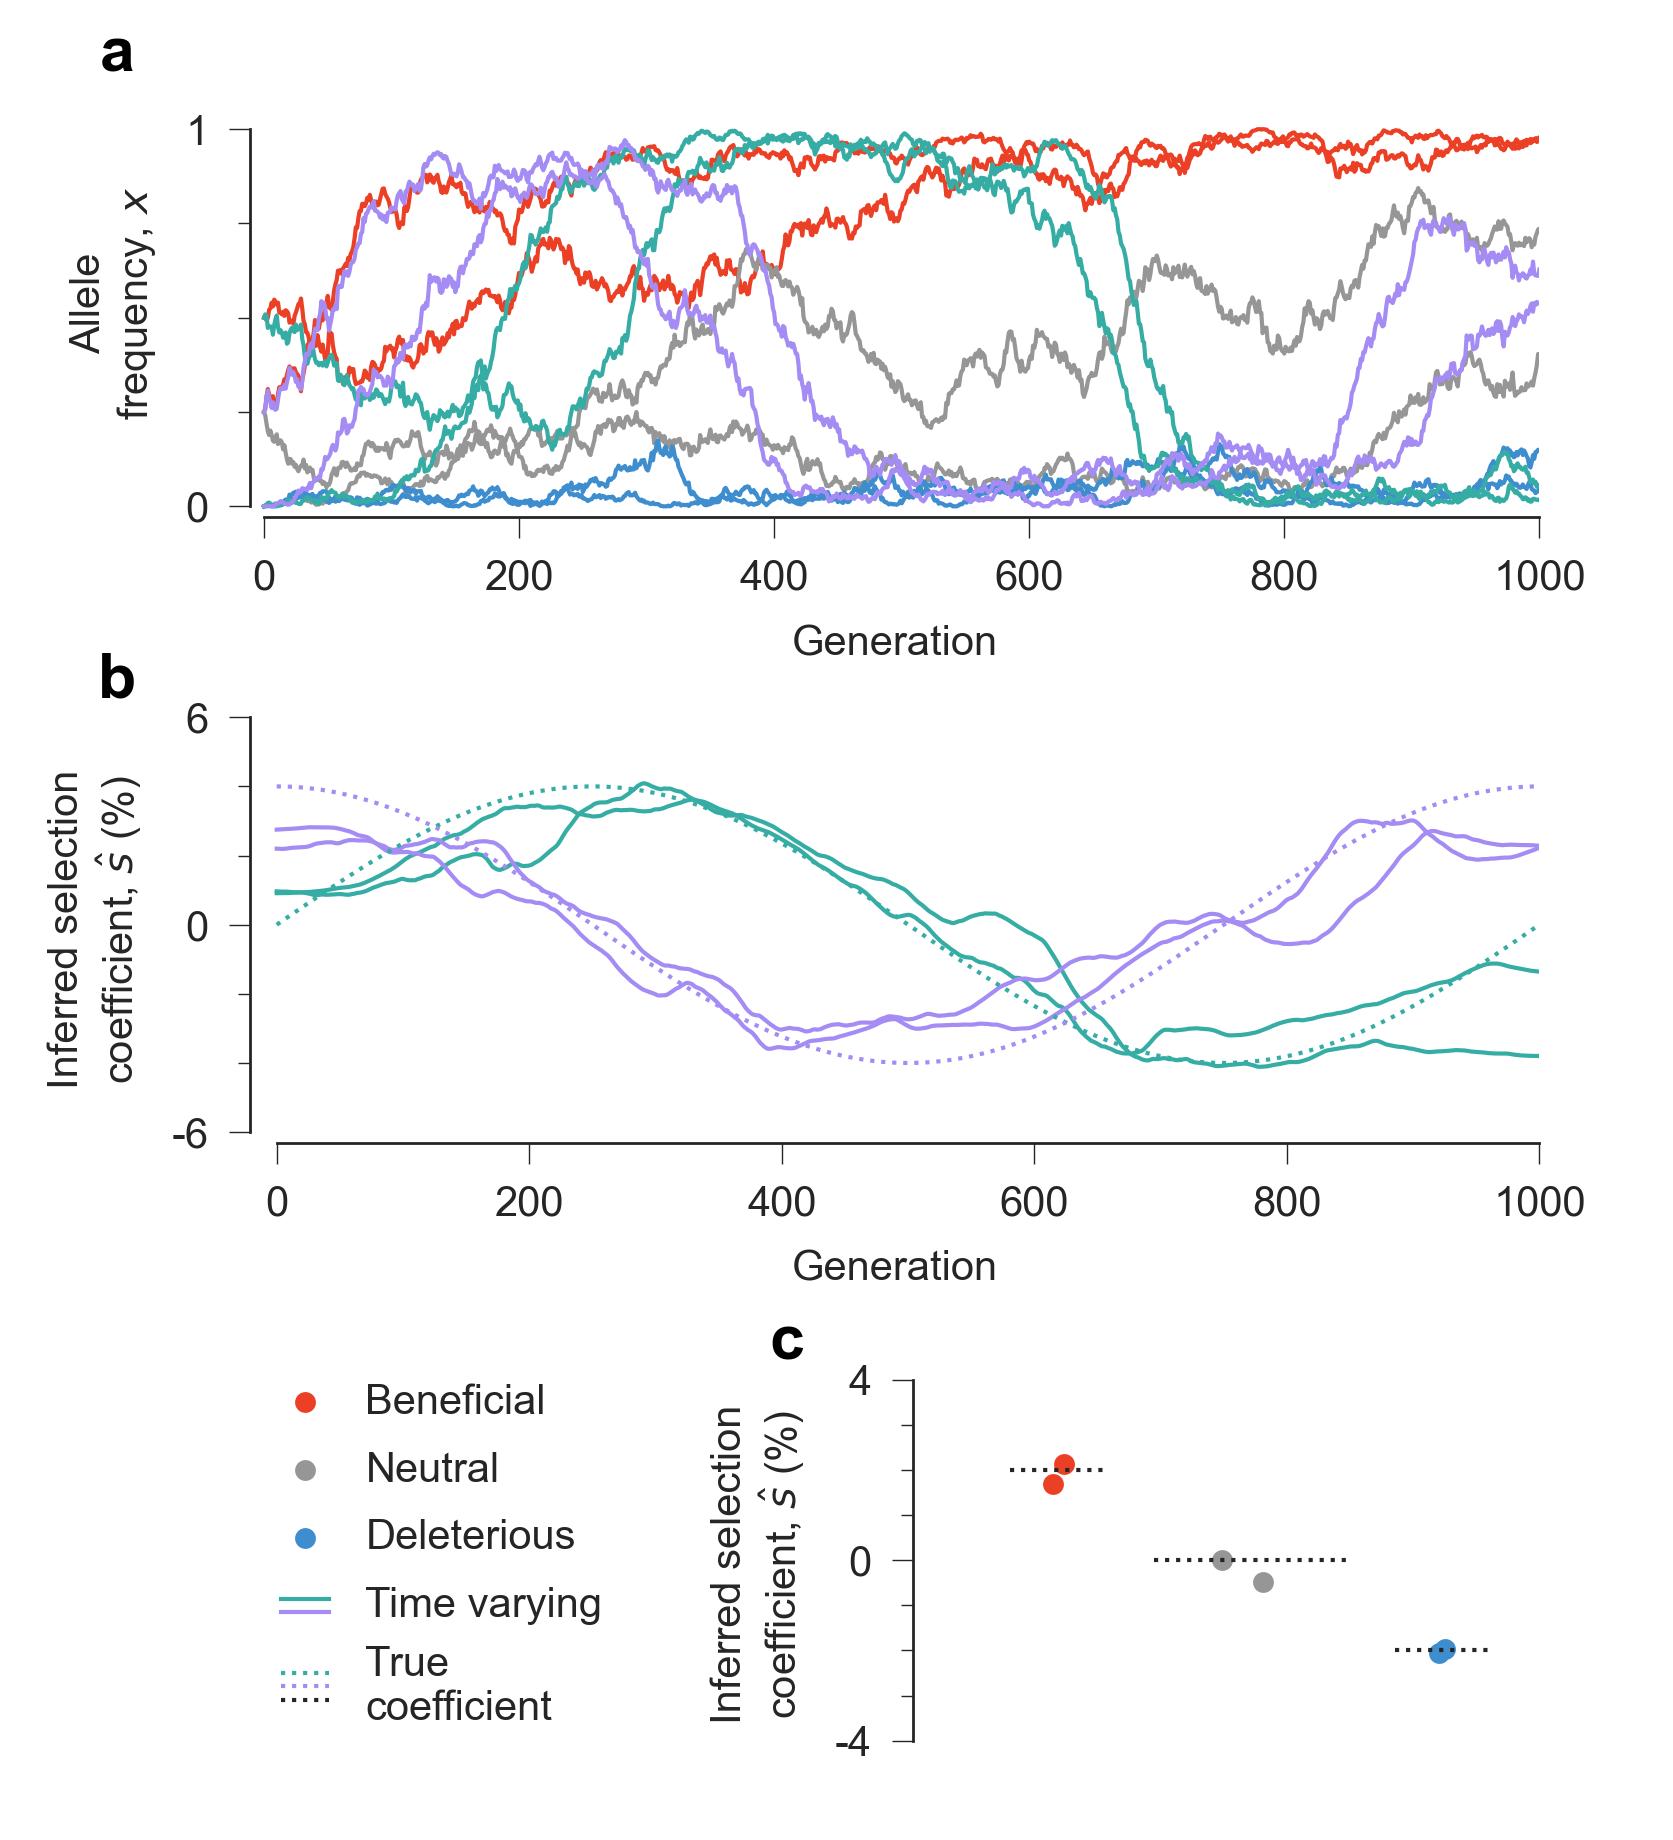 a
1
0
Allele
frequency, x
0 200 400 600 800 1000
Generation
b
6
0
-6
Inferred selection
coefficient, ŝ (%)
0 200 400 600 800 1000
Generation
Beneficial
Neutral
Deleterious
Time varying
True
coefficient
c
4
0
-4
Inferred selection
coefficient, ŝ (%)